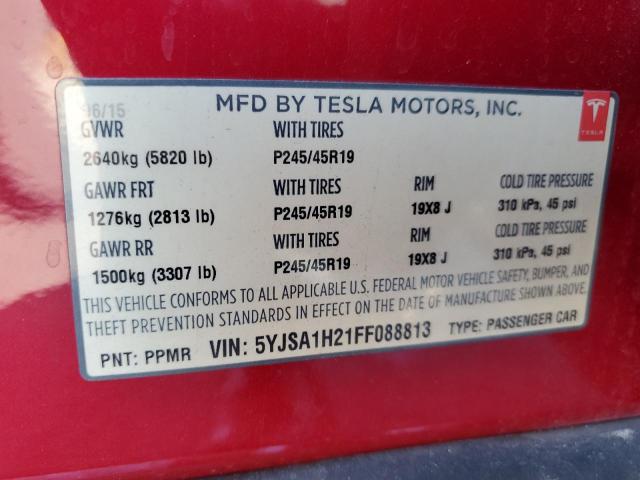 06/15 MFD BY TESLA MOTORS, INC.
TESLA
GVWR WITH TIRES
2640kg (5820 lb) P245/45R19
GAWR FRT WITH TIRES RIM COLD TIRE PRESSURE
1276kg (2813 lb) P245/45R19 19X8 J 310 kPa, 45 psi
GAWR RR WITH TIRES RIM COLD TIRE PRESSURE
1500kg (3307 lb) P245/45R19 19X8 J 310 kPa, 45 psi
THIS VEHICLE CONFORMS TO ALL APPLICABLE U.S. FEDERAL MOTOR VEHICLE SAFETY, BUMPER, AND
THEFT PREVENTION STANDARDS IN EFFECT ON THE DATE OF MANUFACTURE SHOWN ABOVE.
PNT: PPMR VIN: 5YJSA1H21FF088813 TYPE: PASSENGER CAR